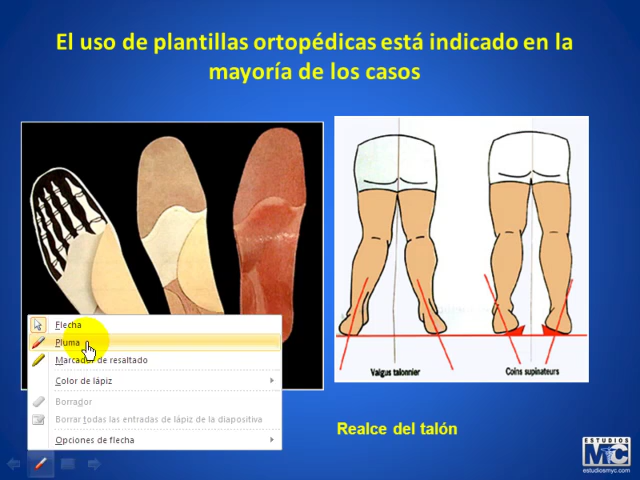 El uso de plantillas ortopédicas está indicado en la
mayoría de los casos
Valgus talonnier
Coins supinateurs
Flecha
Pluma
Marcador de resaltado
Color de lápiz
Borrador
Borrar todas las entradas de lápiz de la diapositiva
Opciones de flecha
Realce del talón
ESTUDIOS
MyC
estudiosmyc.com